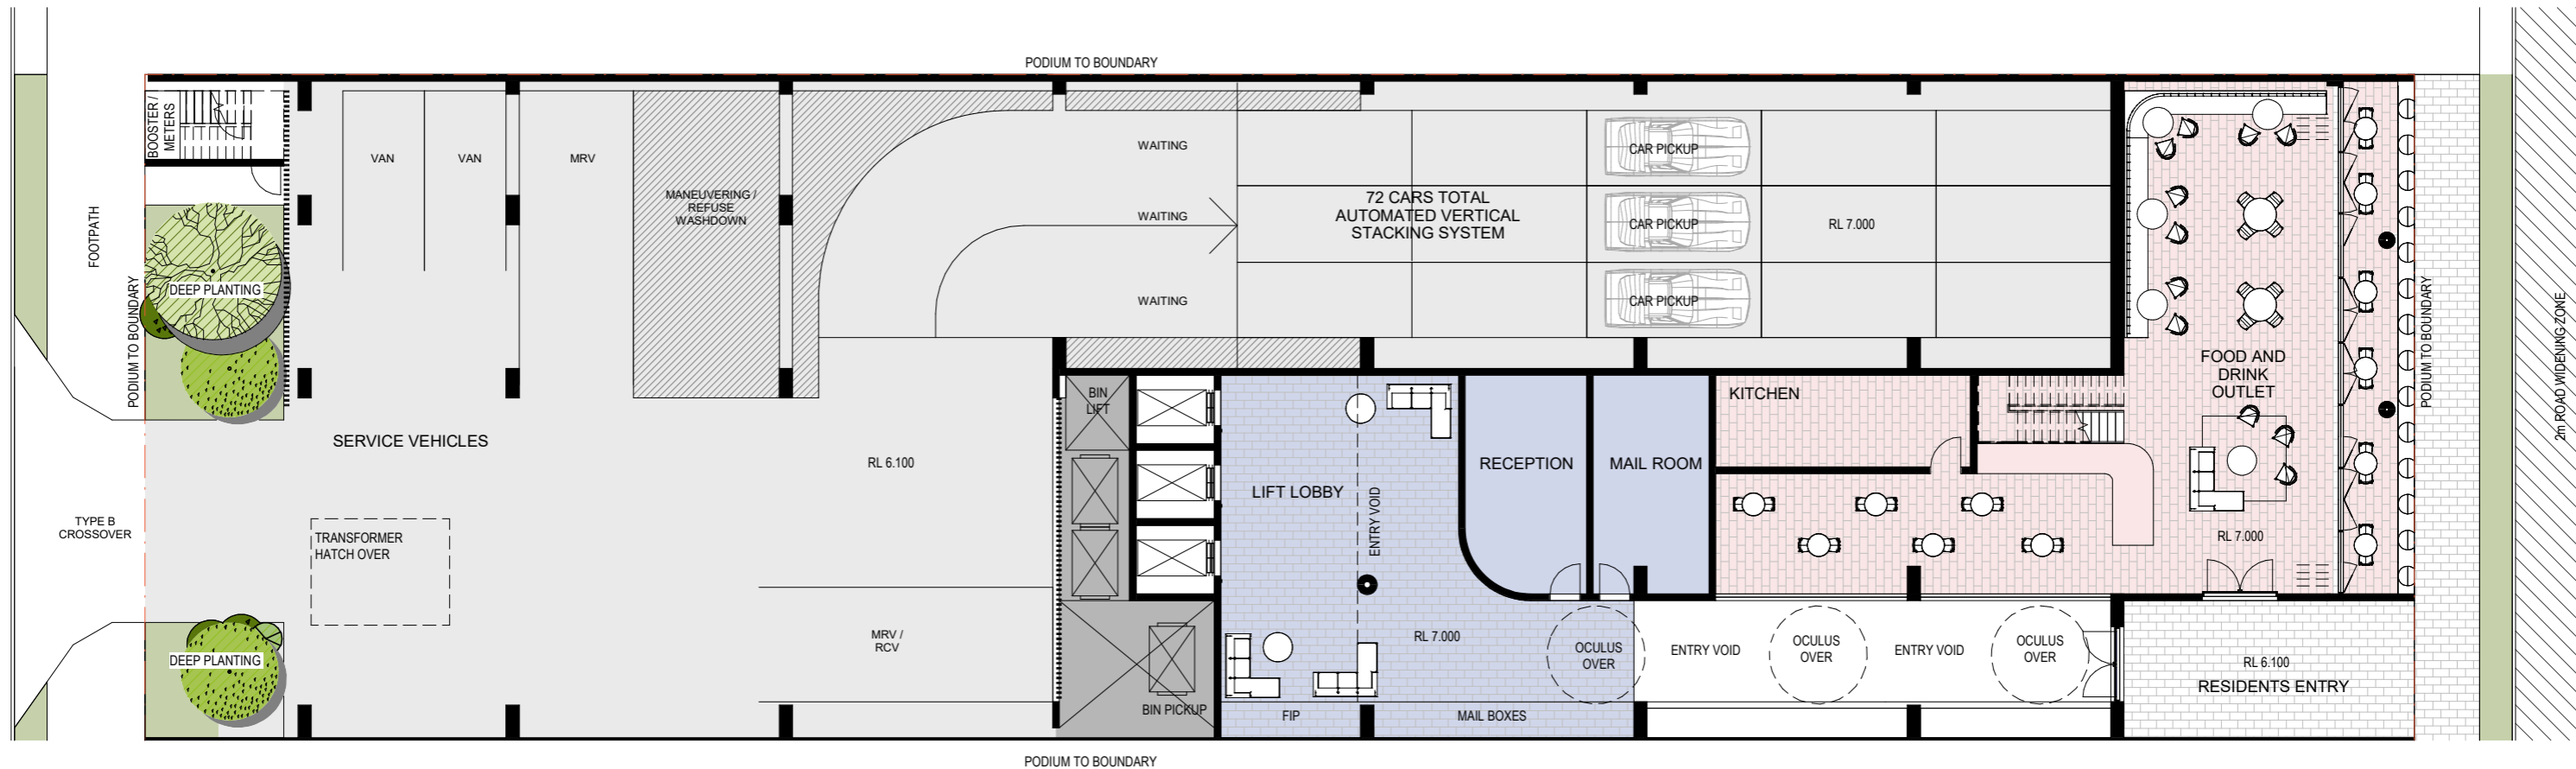 PODIUM TO BOUNDARY
BOOSTER /
METERS
VAN
VAN
MRV
MANEUVERING /
REFUSE
WASHDOWN
WAITING
WAITING
WAITING
72 CARS TOTAL
AUTOMATED VERTICAL
STACKING SYSTEM
CAR PICKUP
CAR PICKUP
CAR PICKUP
RL 7.000
FOOTPATH
PODIUM TO BOUNDARY
DEEP PLANTING
SERVICE VEHICLES
RL 6.100
TYPE B
CROSSOVER
TRANSFORMER
HATCH OVER
DEEP PLANTING
MRV /
RCV
BIN
LIFT
BIN PICKUP
LIFT LOBBY
ENTRY VOID
RECEPTION
MAIL ROOM
KITCHEN
FOOD AND
DRINK
OUTLET
RL 7.000
PODIUM TO BOUNDARY
2m ROAD WIDENING ZONE
RL 7.000
FIP
MAIL BOXES
OCULUS
OVER
ENTRY VOID
OCULUS
OVER
ENTRY VOID
OCULUS
OVER
RL 6.100
RESIDENTS ENTRY
PODIUM TO BOUNDARY